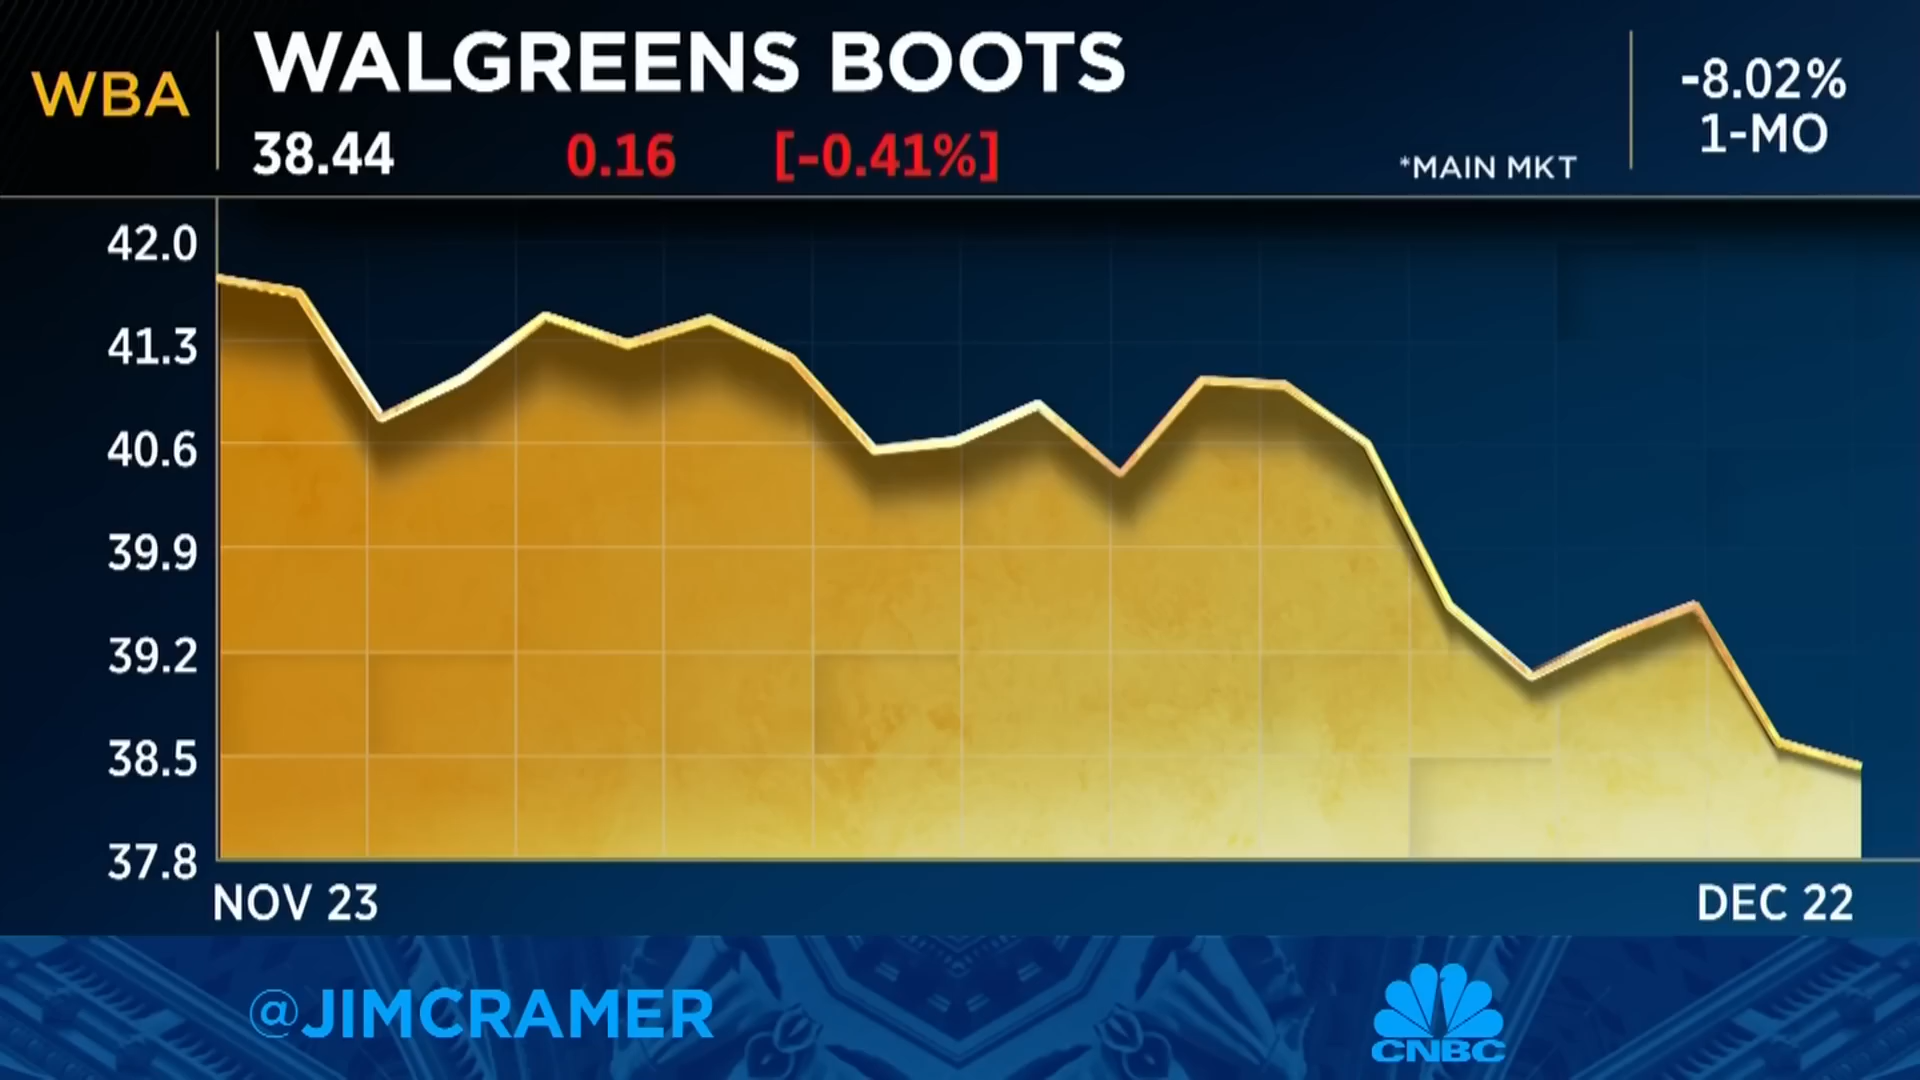 WBA
WALGREENS BOOTS
38.44 0.16 [-0.41%]
*MAIN MKT
-8.02%
1-MO
42.0
41.3
40.6
39.9
39.2
38.5
37.8
NOV 23 DEC 22
@JIMCRAMER
CNBC